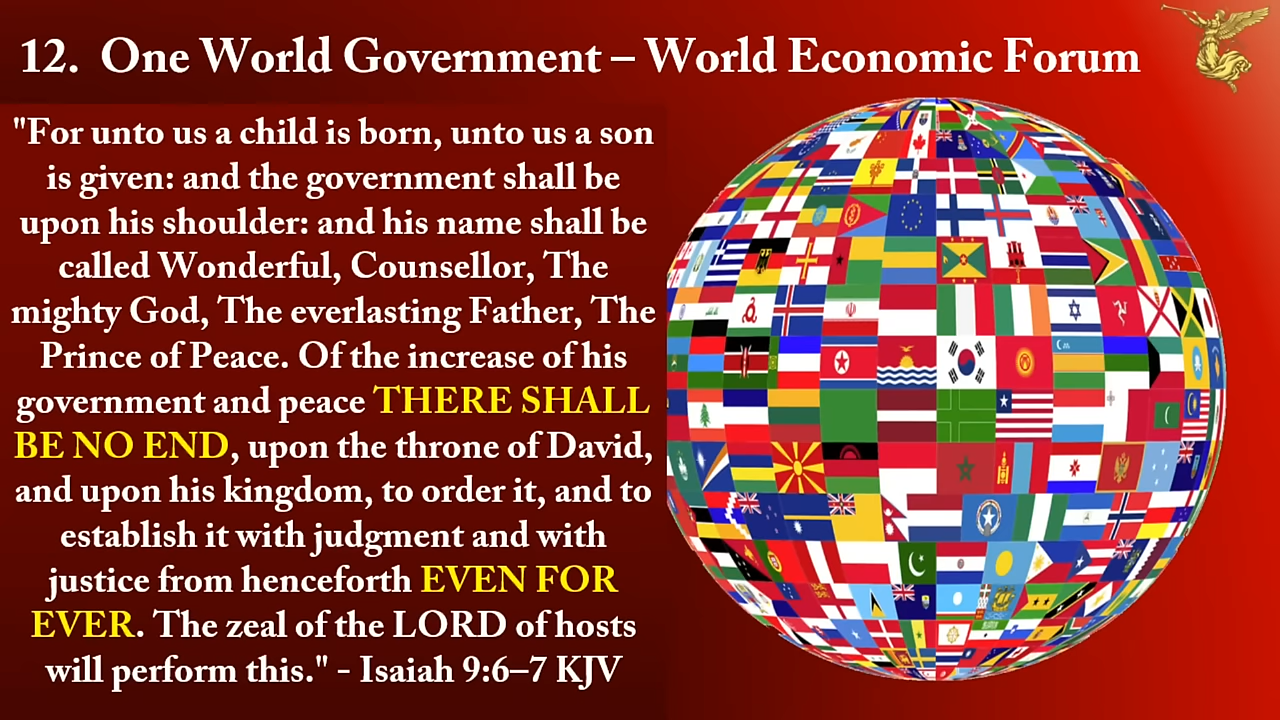 12. One World Government – World Economic Forum
"For unto us a child is born, unto us a son
is given: and the government shall be
upon his shoulder: and his name shall be
called Wonderful, Counsellor, The
mighty God, The everlasting Father, The
Prince of Peace. Of the increase of his
government and peace THERE SHALL
BE NO END, upon the throne of David,
and upon his kingdom, to order it, and to
establish it with judgment and with
justice from henceforth EVEN FOR
EVER. The zeal of the LORD of hosts
will perform this." - Isaiah 9:6–7 KJV